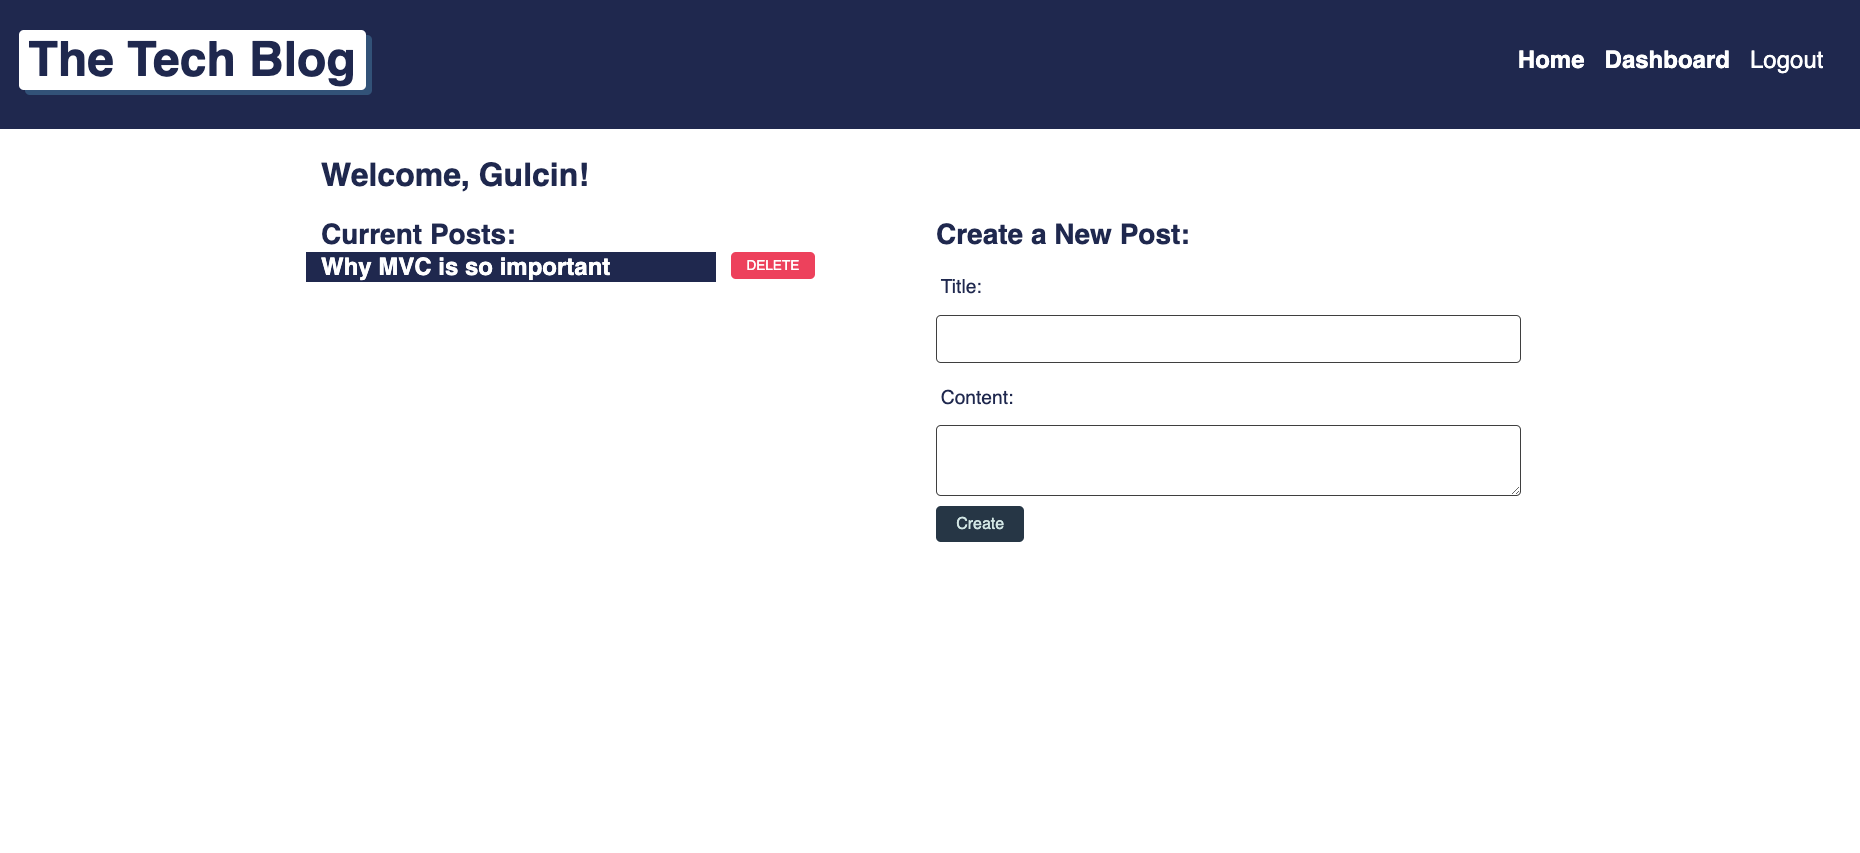 The Tech Blog
Home Dashboard Logout
Welcome, Gulcin!
Current Posts:
Why MVC is so important
DELETE
Create a New Post:
Title:
Content:
Create